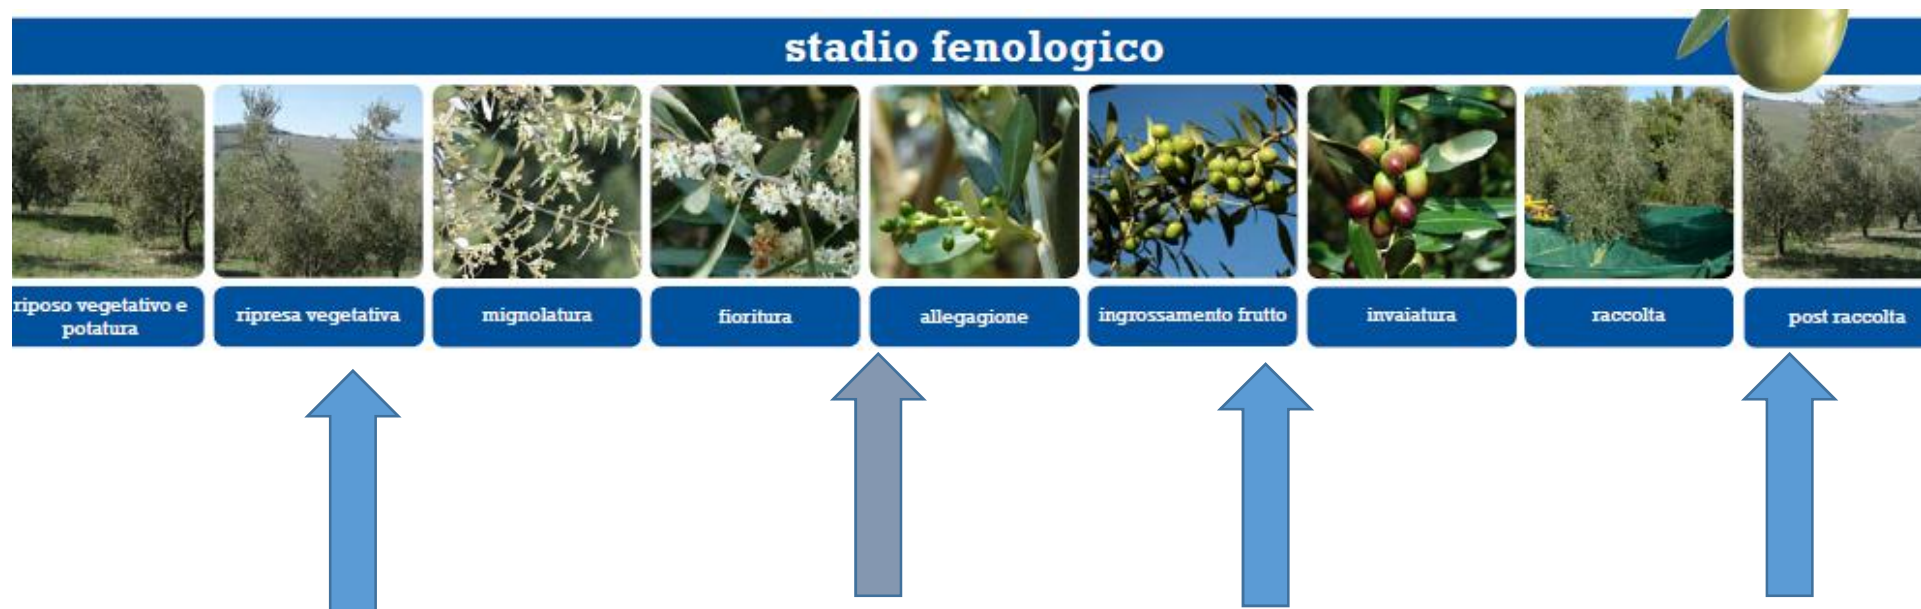 stadio fenologico
riposo vegetativo e
potatura
ripresa vegetativa
mignolatura
fioritura
allegagione
ingrossamento frutto
invaiatura
raccolta
post raccolta